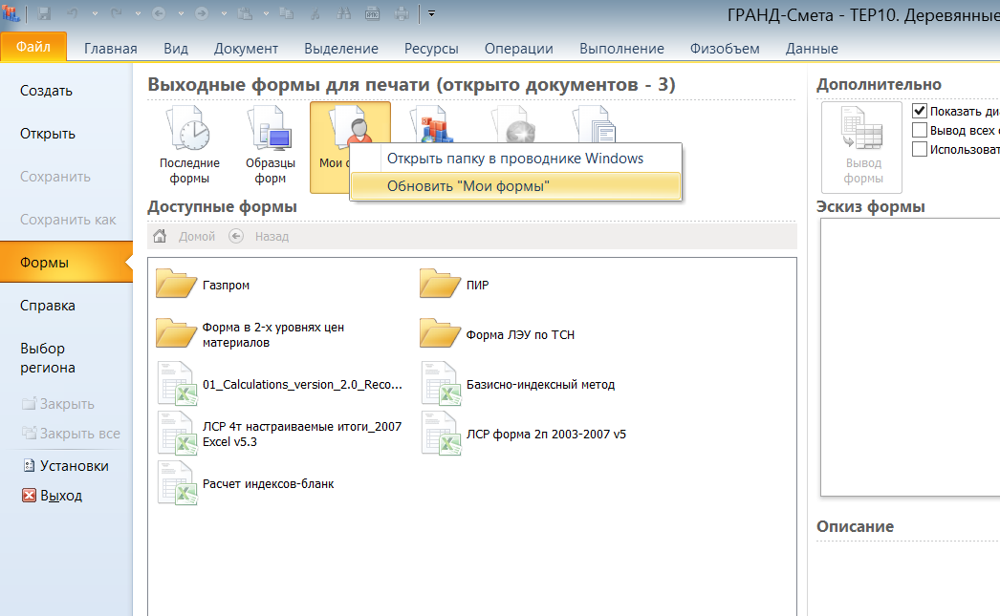 ГРАНД-Смета - ТЕР10. Деревянные
Файл
Главная
Вид
Документ
Выделение
Ресурсы
Операции
Выполнение
Физобъем
Данные
Создать
Открыть
Сохранить
Сохранить как
Формы
Справка
Выбор
региона
Закрыть
Закрыть все
Установки
Выход
Выходные формы для печати (открыто документов - 3)
Последние
формы
Образцы
форм
Мои
Открыть папку в проводнике Windows
Обновить "Мои формы"
Доступные формы
Домой
Назад
Газпром
ПИР
Форма в 2-х уровнях цен
материалов
Форма ЛЭУ по ТСН
01_Calculations_version_2.0_Reco...
Базисно-индексный метод
ЛСР 4т настраиваемые итоги_2007
Excel v5.3
ЛСР форма 2п 2003-2007 v5
Расчет индексов-бланк
Дополнительно
Вывод
формы
Показать ди
Вывод всех
Использоват
Эскиз формы
Описание